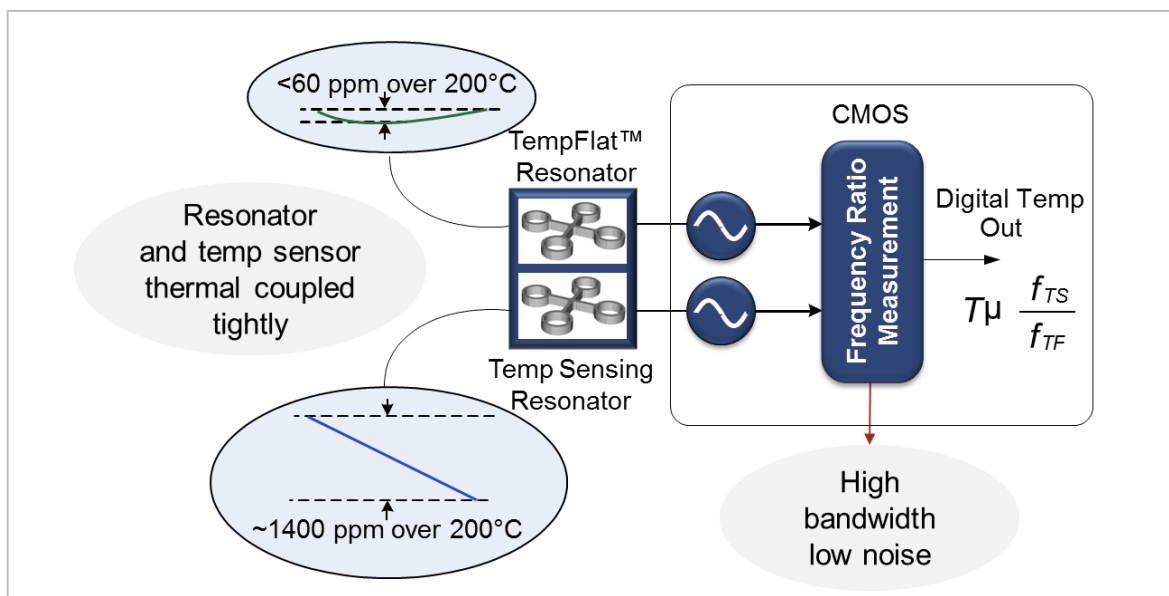 <60 ppm over 200°C
TempFlat™
Resonator
CMOS
Resonator
and temp sensor
thermal coupled
tightly
Frequency Ratio
Measurement
Digital Temp
Out
Tμ f_TS
f_TF
Temp Sensing
Resonator
~1400 ppm over 200°C
High
bandwidth
low noise